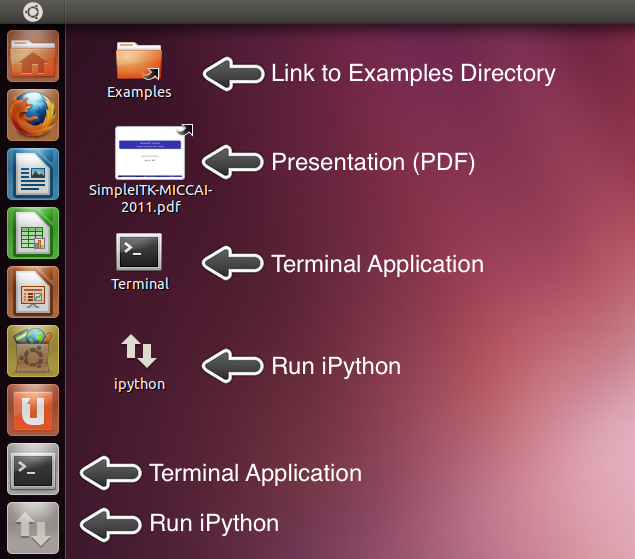 Examples
Link to Examples Directory
SimpleITK-MICCAI-
2011.pdf
Presentation (PDF)
>_
Terminal
Terminal Application
ipython
Run iPython
>_
Terminal Application
Run iPython